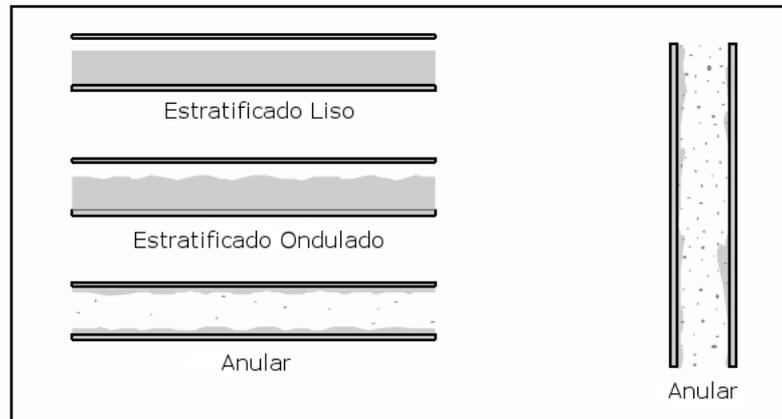 Estratificado Liso
Estratificado Ondulado
Anular
Anular